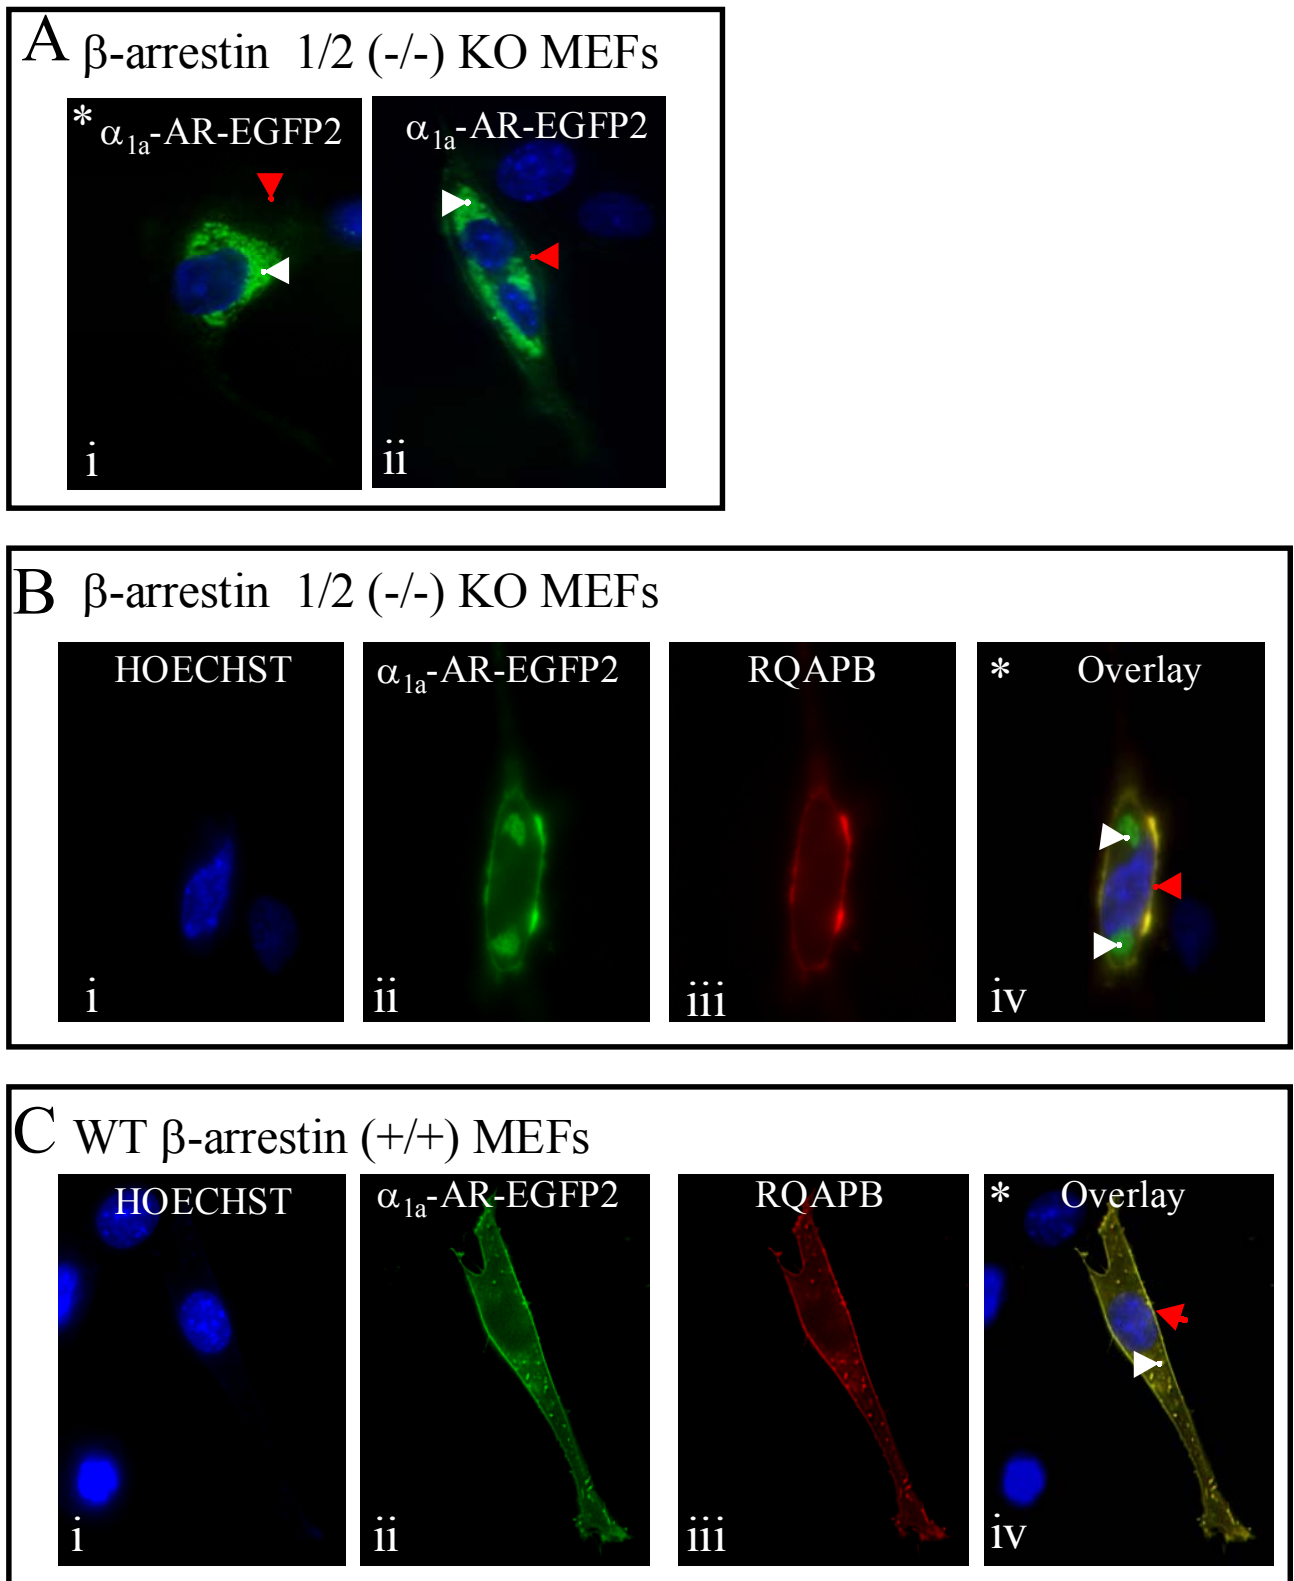 A β-arrestin 1/2 (-/-) KO MEFs
* α1a-AR-EGFP2
α1a-AR-EGFP2
i
ii
B β-arrestin 1/2 (-/-) KO MEFs
HOECHST
α1a-AR-EGFP2
RQAPB
* Overlay
i
ii
iii
iv
C WT β-arrestin (+/+) MEFs
HOECHST
α1a-AR-EGFP2
RQAPB
* Overlay
i
ii
iii
iv